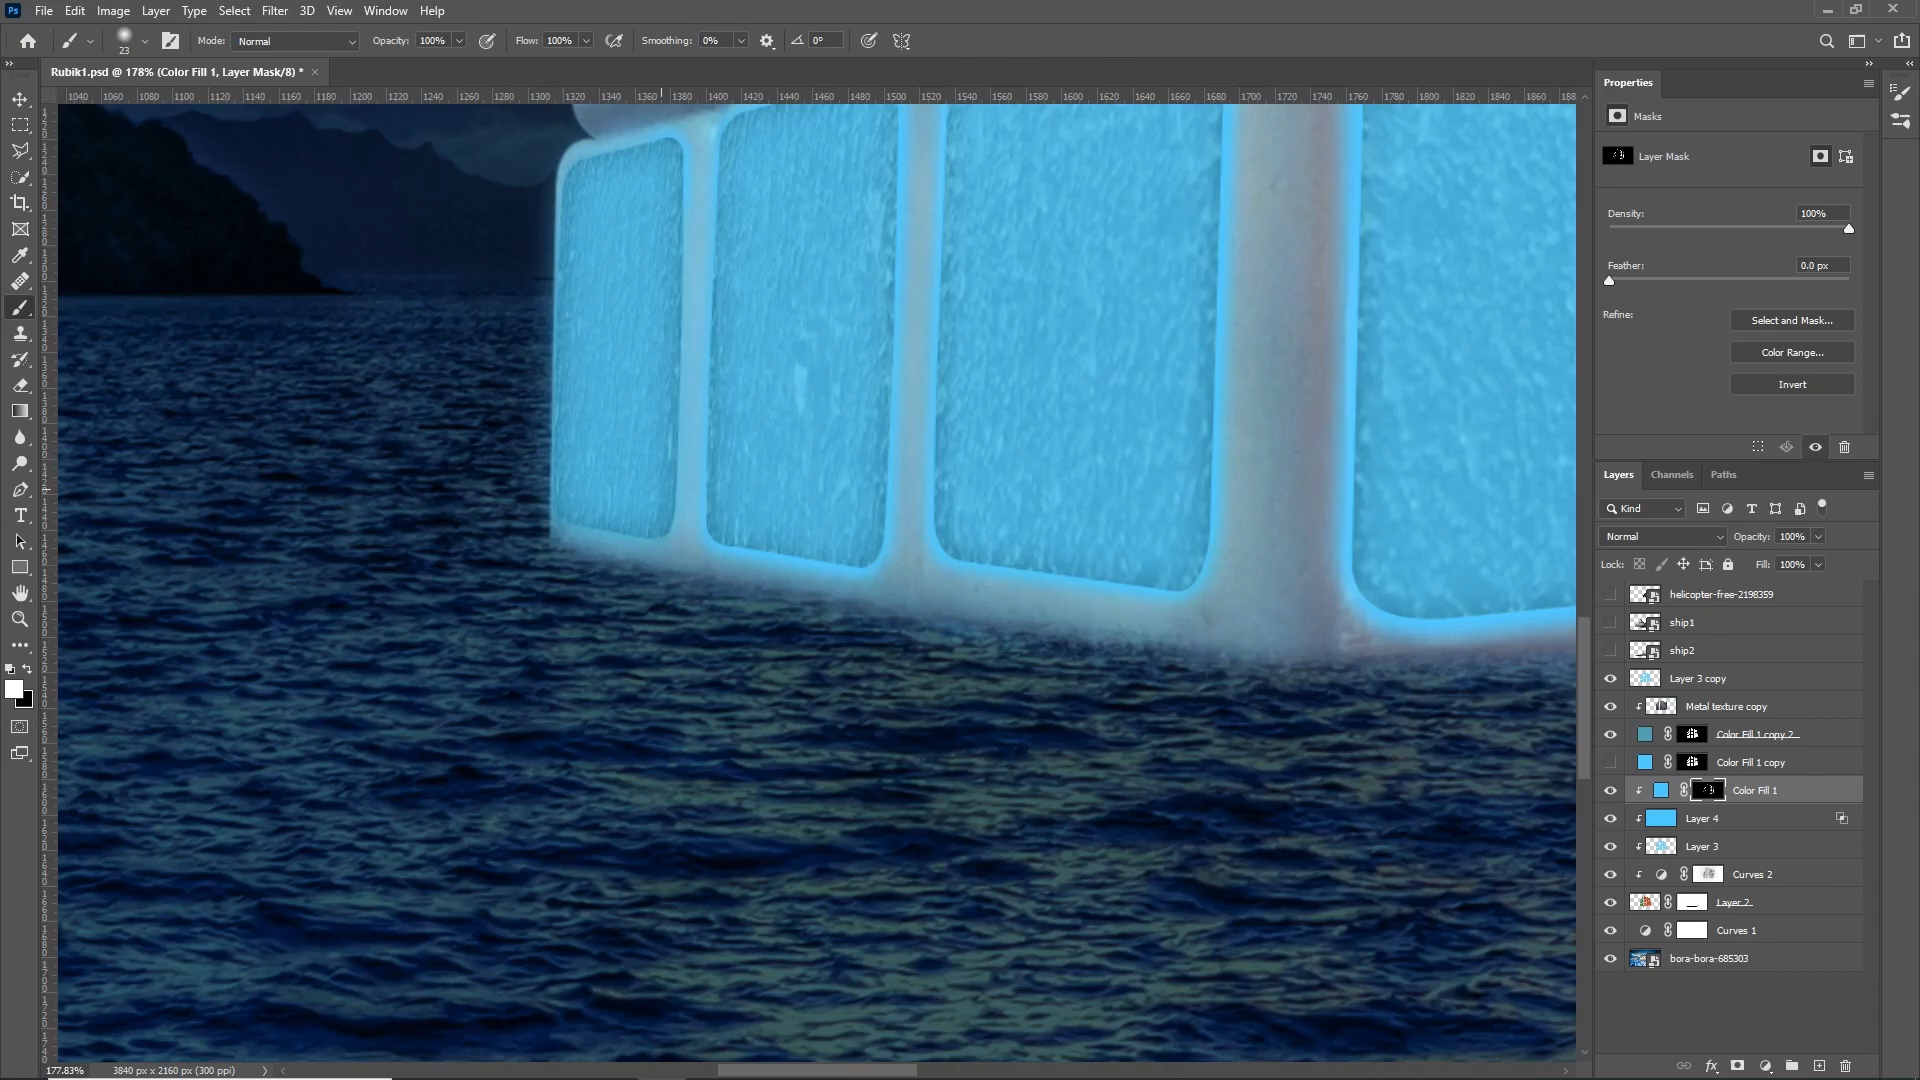 Ps File Edit Image Layer Type Select Filter 3D View Window Help
23 Mode: Normal Opacity: 100% Flow: 100% Smoothing: 0% 0°
Rubik1.psd @ 178% (Color Fill 1, Layer Mask/8) * ×
1040 1060 1080 1100 1120 1140 1160 1180 1200 1220 1240 1260 1280 1300 1320 1340 1360 1380 1400 1420 1440 1460 1480 1500 1520 1540 1560 1580 1600 1620 1640 1660 1680 1700 1720 1740 1760 1780 1800 1820 1840 1860 188
Properties
Masks
Layer Mask
Density: 100%
Feather: 0.0 px
Refine:
Select and Mask...
Color Range...
Invert
Layers Channels Paths
Kind
Normal Opacity: 100%
Lock: Fill: 100%
helicopter-free-2198359
ship1
ship2
Layer 3 copy
Metal texture copy
Color Fill 1 copy 2
Color Fill 1 copy
Color Fill 1
Layer 4
Layer 3
Curves 2
Layer 2
Curves 1
bora-bora-685303
fx
177.83% 3840 px x 2160 px (300 ppi)